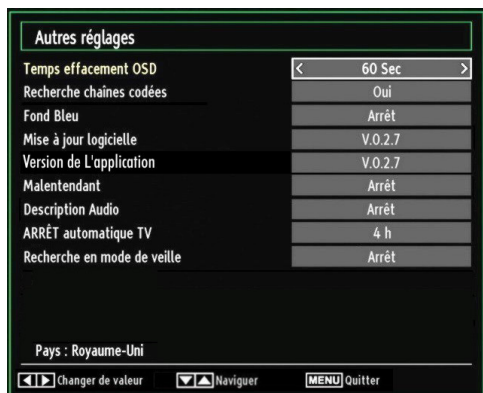 Autres réglages
Temps effacement OSD < 60 Sec >
Recherche chaînes codées Oui
Fond Bleu Arrêt
Mise à jour logicielle V.0.2.7
Version de L'application V.0.2.7
Malentendant Arrêt
Description Audio Arrêt
ARRÊT automatique TV 4 h
Recherche en mode de veille Arrêt
Pays : Royaume-Uni
Changer de valeur Naviguer MENU Quitter